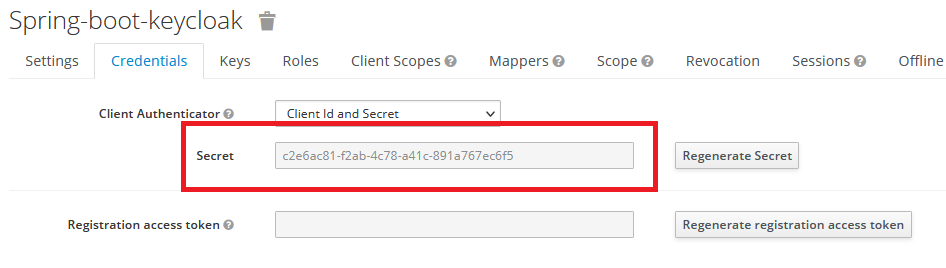 Spring-boot-keycloak
Settings Credentials Keys Roles Client Scopes ? Mappers ? Scope ? Revocation Sessions ? Offline
Client Authenticator ? Client Id and Secret
Secret c2e6ac81-f2ab-4c78-a41c-891a767ec6f5 Regenerate Secret
Registration access token ? Regenerate registration access token